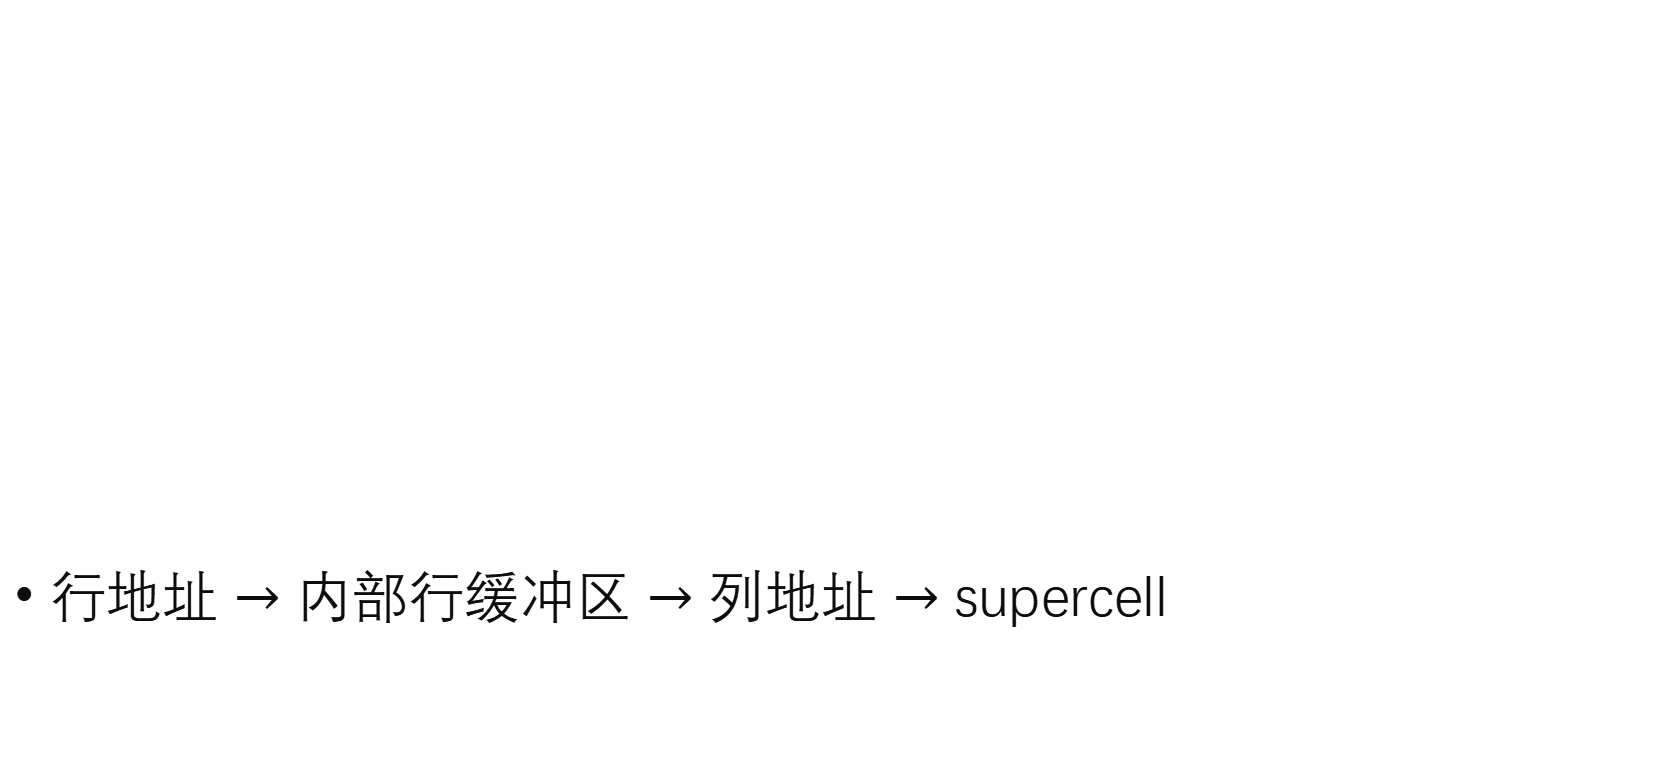 • 行地址 → 内部行缓冲区 → 列地址 → supercell